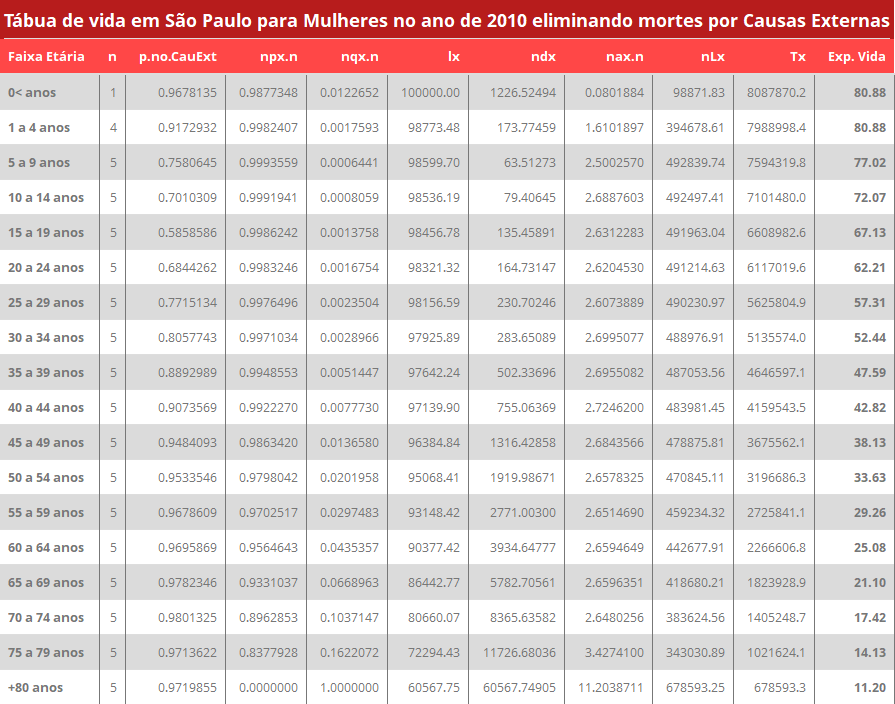 Tábua de vida em São Paulo para Mulheres no ano de 2010 eliminando mortes por Causas Externas
Faixa Etária n p.no.CauExt npx.n nqx.n lx ndx nax.n nLx Tx Exp. Vida
0< anos 1 0.9678135 0.9877348 0.0122652 100000.00 1226.52494 0.0801884 98871.83 8087870.2 80.88
1 a 4 anos 4 0.9172932 0.9982407 0.0017593 98773.48 173.77459 1.6101897 394678.61 7988998.4 80.88
5 a 9 anos 5 0.7580645 0.9993559 0.0006441 98599.70 63.51273 2.5002570 492839.74 7594319.8 77.02
10 a 14 anos 5 0.7010309 0.9991941 0.0008059 98536.19 79.40645 2.6887603 492497.41 7101480.0 72.07
15 a 19 anos 5 0.5858586 0.9986242 0.0013758 98456.78 135.45891 2.6312283 491963.04 6608982.6 67.13
20 a 24 anos 5 0.6844262 0.9983246 0.0016754 98321.32 164.73147 2.6204530 491214.63 6117019.6 62.21
25 a 29 anos 5 0.7715134 0.9976496 0.0023504 98156.59 230.70246 2.6073889 490230.97 5625804.9 57.31
30 a 34 anos 5 0.8057743 0.9971034 0.0028966 97925.89 283.65089 2.6995077 488976.91 5135574.0 52.44
35 a 39 anos 5 0.8892989 0.9948553 0.0051447 97642.24 502.33696 2.6955082 487053.56 4646597.1 47.59
40 a 44 anos 5 0.9073569 0.9922270 0.0077730 97139.90 755.06369 2.7246200 483981.45 4159543.5 42.82
45 a 49 anos 5 0.9484093 0.9863420 0.0136580 96384.84 1316.42858 2.6843566 478875.81 3675562.1 38.13
50 a 54 anos 5 0.9533546 0.9798042 0.0201958 95068.41 1919.98671 2.6578325 470845.11 3196686.3 33.63
55 a 59 anos 5 0.9678609 0.9702517 0.0297483 93148.42 2771.00300 2.6514690 459234.32 2725841.1 29.26
60 a 64 anos 5 0.9695869 0.9564643 0.0435357 90377.42 3934.64777 2.6594649 442677.91 2266606.8 25.08
65 a 69 anos 5 0.9782346 0.9331037 0.0668963 86442.77 5782.70561 2.6596351 418680.21 1823928.9 21.10
70 a 74 anos 5 0.9801325 0.8962853 0.1037147 80660.07 8365.63582 2.6480256 383624.56 1405248.7 17.42
75 a 79 anos 5 0.9713622 0.8377928 0.1622072 72294.43 11726.68036 3.4274100 343030.89 1021624.1 14.13
+80 anos 5 0.9719855 0.0000000 1.0000000 60567.75 60567.74905 11.2038711 678593.25 678593.3 11.20